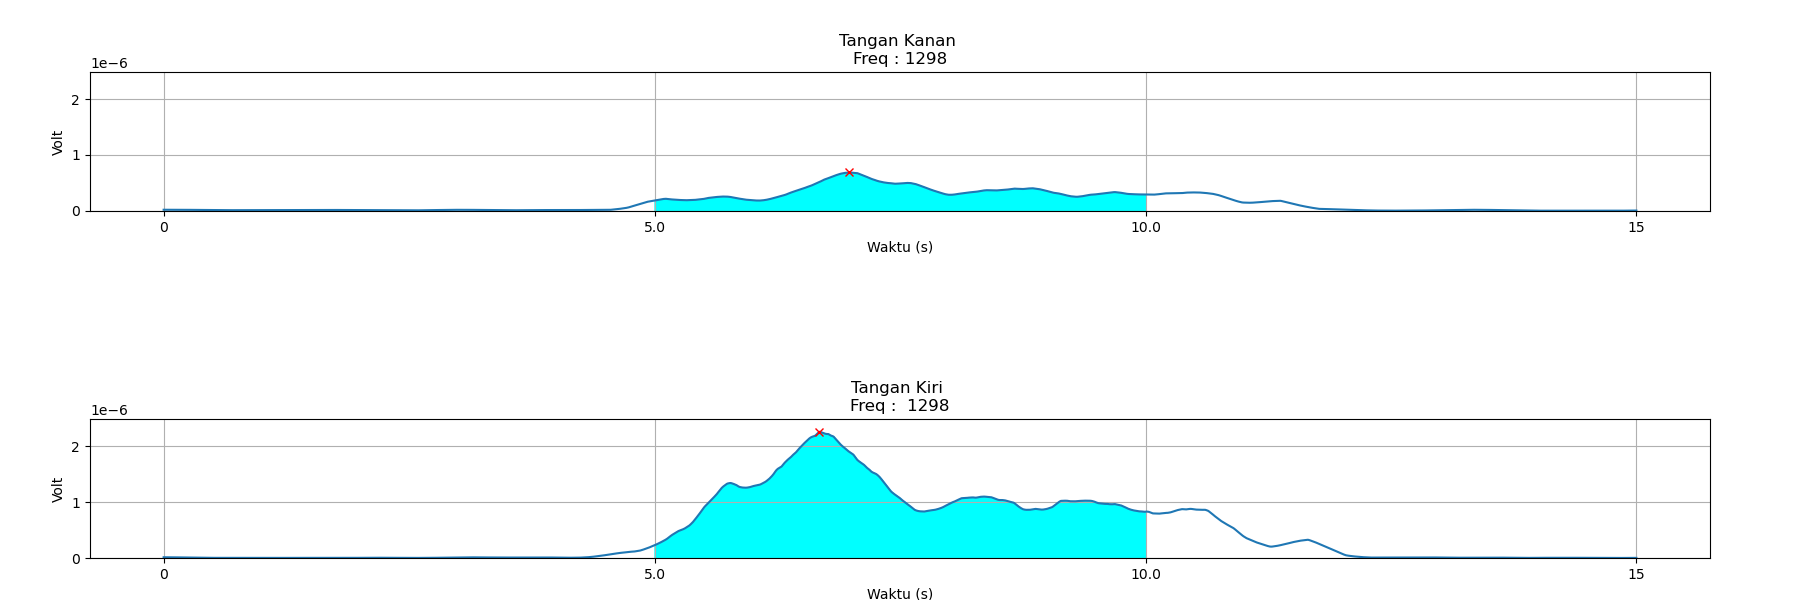 Tangan Kanan
Freq : 1298
1e−6
2
1
0
Volt
0 5.0 10.0 15
Waktu (s)
Tangan Kiri
Freq :  1298
1e−6
2
1
0
Volt
0 5.0 10.0 15
Waktu (s)